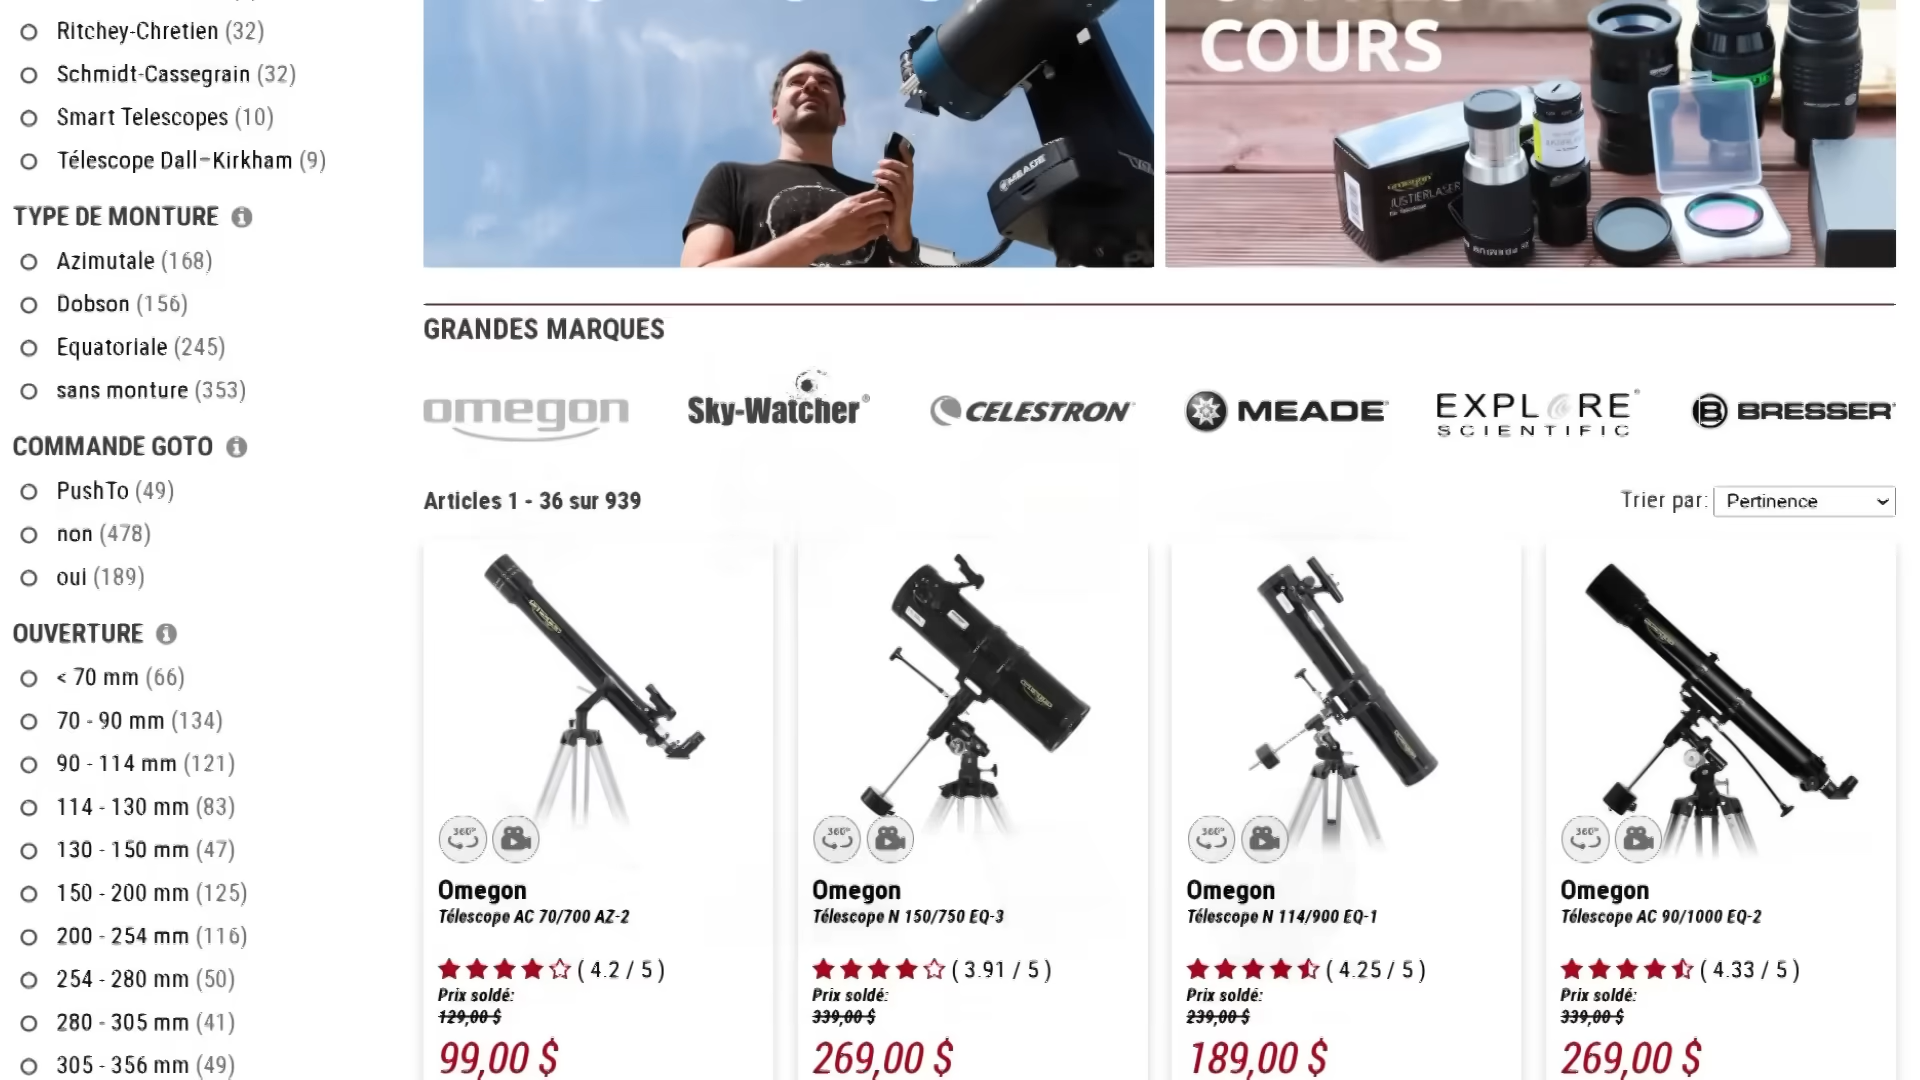 Ritchey-Chretien (32)
Schmidt-Cassegrain (32)
Smart Telescopes (10)
Télescope Dall-Kirkham (9)
TYPE DE MONTURE
Azimutale (168)
Dobson (156)
Equatoriale (245)
sans monture (353)
COMMANDE GOTO
PushTo (49)
non (478)
oui (189)
OUVERTURE
< 70 mm (66)
70 - 90 mm (134)
90 - 114 mm (121)
114 - 130 mm (83)
130 - 150 mm (47)
150 - 200 mm (125)
200 - 254 mm (116)
254 - 280 mm (50)
280 - 305 mm (41)
305 - 356 mm (49)
MEADE
COURS
omegon
JUSTIERLASER
GRANDES MARQUES
omegon
Sky-Watcher®
CELESTRON
MEADE
EXPLORE SCIENTIFIC
BRESSER
Articles 1 - 36 sur 939
Trier par: Pertinence
360°
Omegon
Télescope AC 70/700 AZ-2
( 4.2 / 5 )
Prix soldé:
129,00 $
99,00 $
360°
Omegon
Télescope N 150/750 EQ-3
( 3.91 / 5 )
Prix soldé:
339,00 $
269,00 $
360°
Omegon
Télescope N 114/900 EQ-1
( 4.25 / 5 )
Prix soldé:
239,00 $
189,00 $
360°
Omegon
Télescope AC 90/1000 EQ-2
( 4.33 / 5 )
Prix soldé:
339,00 $
269,00 $